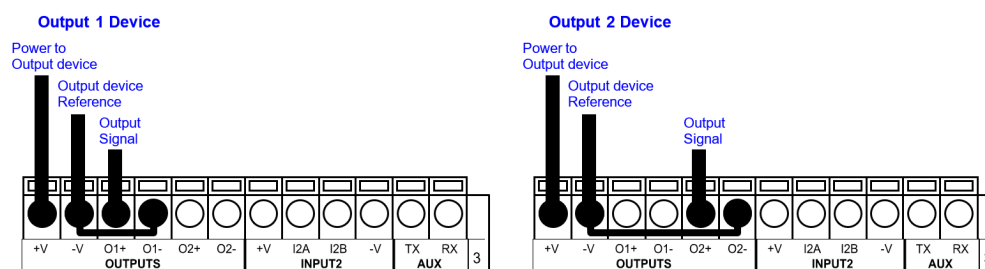 Output 1 Device
Power to
Output device
Output device
Reference
Output
Signal
+V -V O1+ O1- O2+ O2- +V I2A I2B -V TX RX
OUTPUTS INPUT2 AUX 3
Output 2 Device
Power to
Output device
Output device
Reference
Output
Signal
+V -V O1+ O1- O2+ O2- +V I2A I2B -V TX RX
OUTPUTS INPUT2 AUX